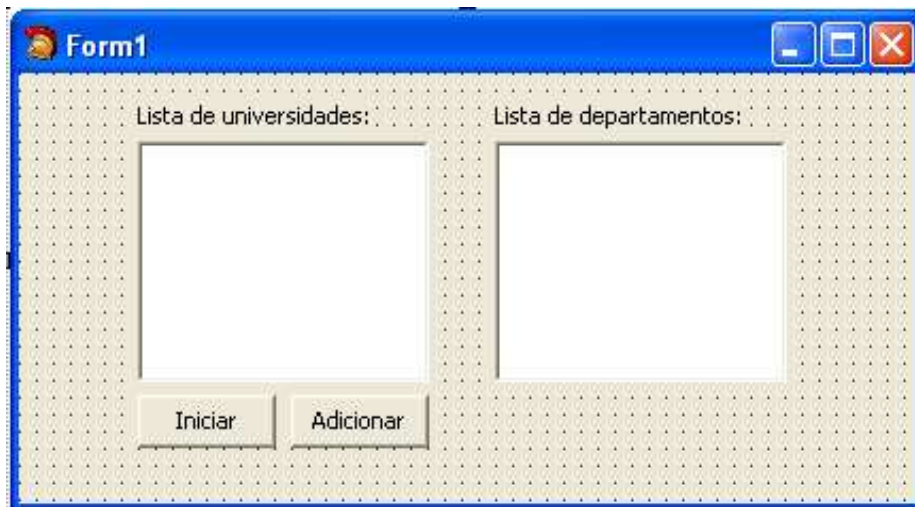 Form1
Lista de universidades:
Lista de departamentos:
Iniciar
Adicionar